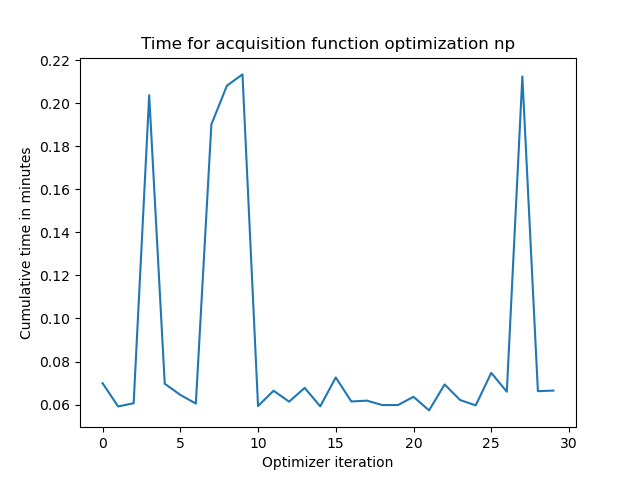 Time for acquisition function optimization np
0.22
0.20
0.18
0.16
0.14
0.12
0.10
0.08
0.06
Cumulative time in minutes
0 5 10 15 20 25 30
Optimizer iteration